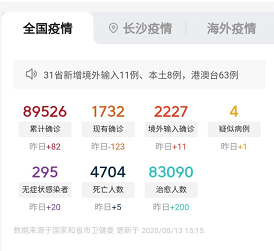 全国疫情 长沙疫情 海外疫情
31省新增境外输入11例、本土8例，港澳台63例
89526 1732 2227 4
累计确诊 现有确诊 境外输入确诊 疑似病例
昨日+82 昨日-123 昨日+11 昨日+1
295 4704 83090
无症状感染者 死亡人数 治愈人数
昨日+20 昨日+5 昨日+200
数据来源于国家和省市卫健委 更新于 2020/08/13 15:15